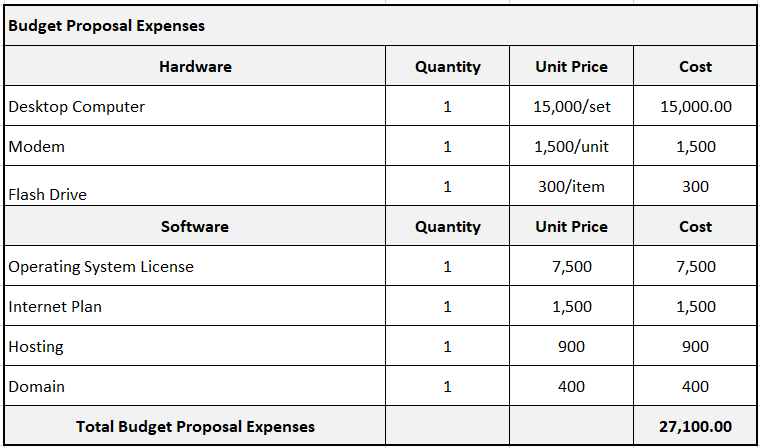 Budget Proposal Expenses
Hardware Quantity Unit Price Cost
Desktop Computer 1 15,000/set 15,000.00
Modem 1 1,500/unit 1,500
Flash Drive 1 300/item 300
Software Quantity Unit Price Cost
Operating System License 1 7,500 7,500
Internet Plan 1 1,500 1,500
Hosting 1 900 900
Domain 1 400 400
Total Budget Proposal Expenses 27,100.00